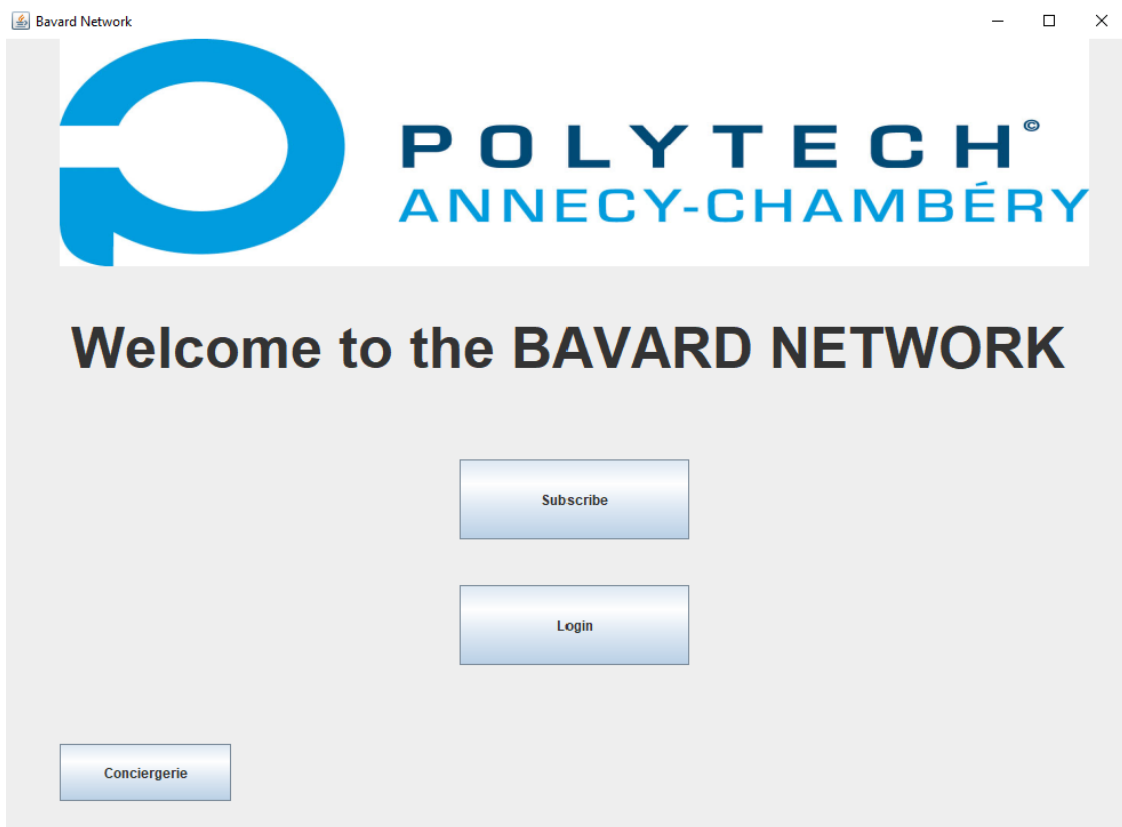 Bavard Network
POLYTECH©
ANNECY-CHAMBÉRY
Welcome to the BAVARD NETWORK
Subscribe
Login
Conciergerie